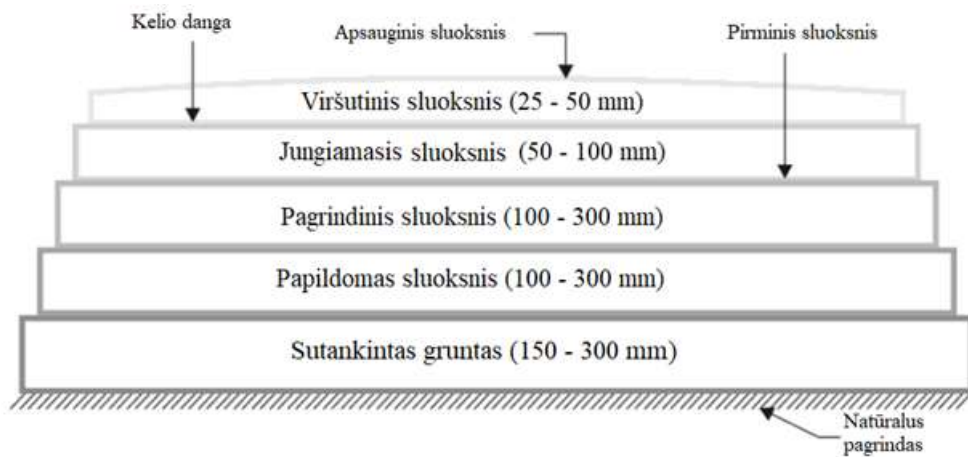 Kelio danga
Apsauginis sluoksnis
Pirminis sluoksnis
Viršutinis sluoksnis (25 - 50 mm)
Jungiamasis sluoksnis (50 - 100 mm)
Pagrindinis sluoksnis (100 - 300 mm)
Papildomas sluoksnis (100 - 300 mm)
Sutankintas gruntas (150 - 300 mm)
Natūralus
pagrindas